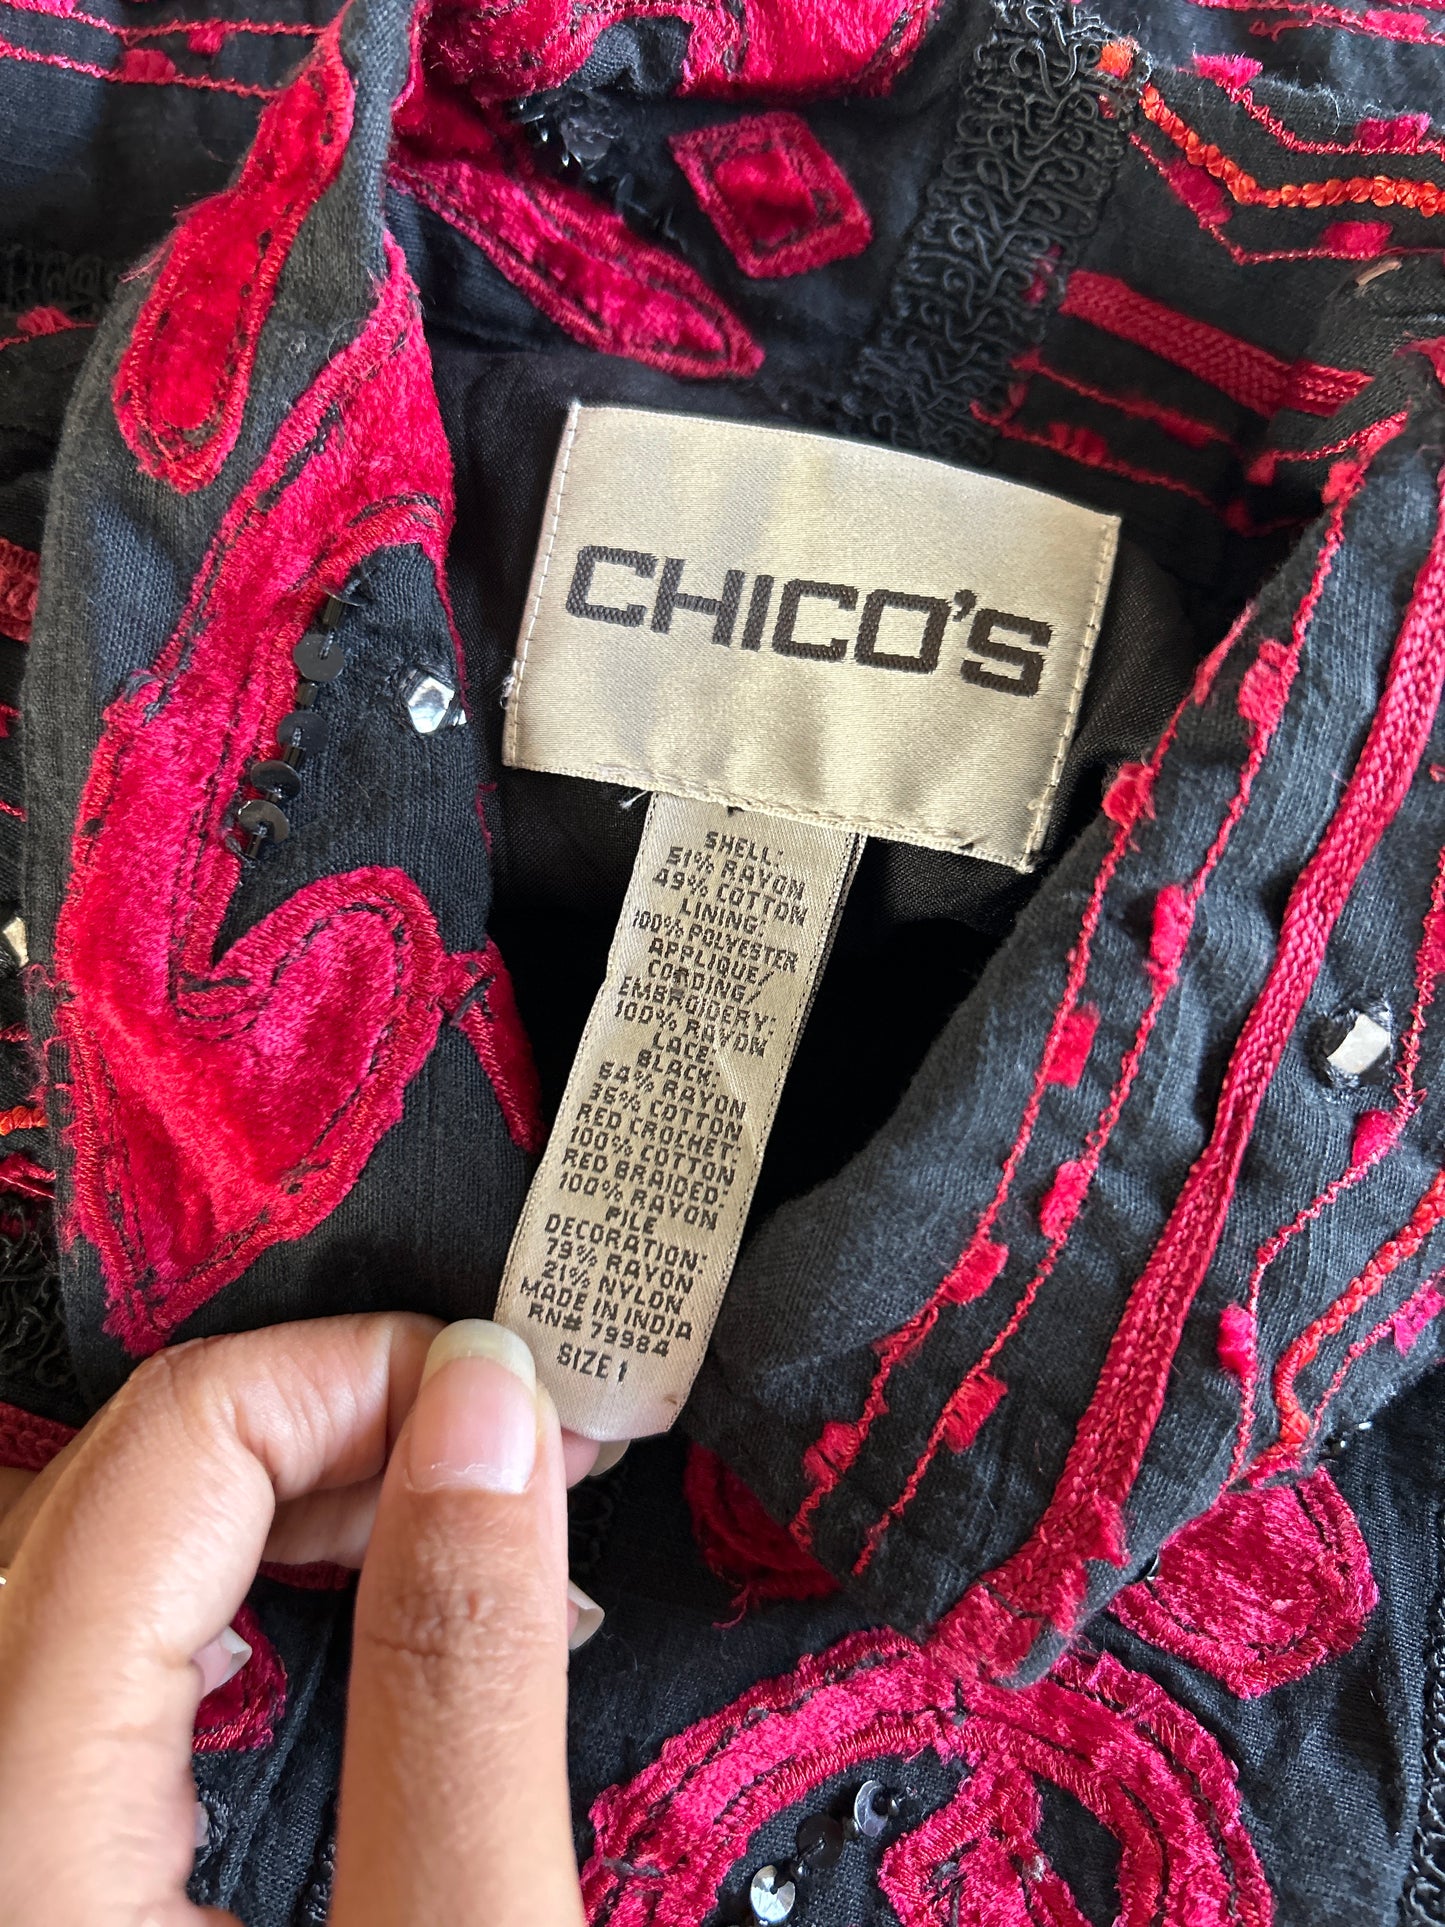 CHICO'S
SHELL:
51% RAYON
49% COTTON
LINING:
100% POLYESTER
APPLIQUE/
CORDING/
EMBROIDERY:
100% RAYON
LACE-
BLACK:
64% RAYON
36% COTTON
RED CROCHET:
100% COTTON
RED BRAIDED:
100% RAYON
PILE
DECORATION:
79% RAYON
21% NYLON
MADE IN INDIA
RN# 79984
SIZE 1